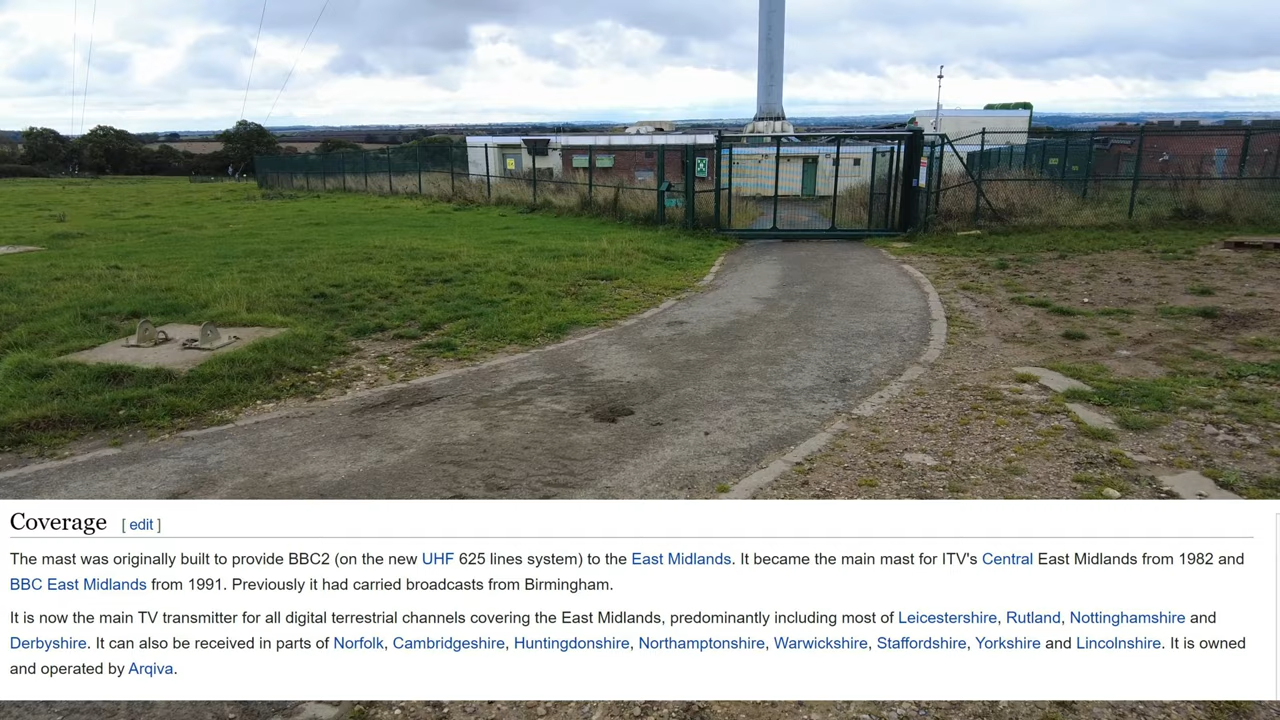 Coverage [ edit ]
The mast was originally built to provide BBC2 (on the new UHF 625 lines system) to the East Midlands. It became the main mast for ITV's Central East Midlands from 1982 and
BBC East Midlands from 1991. Previously it had carried broadcasts from Birmingham.
It is now the main TV transmitter for all digital terrestrial channels covering the East Midlands, predominantly including most of Leicestershire, Rutland, Nottinghamshire and
Derbyshire. It can also be received in parts of Norfolk, Cambridgeshire, Huntingdonshire, Northamptonshire, Warwickshire, Staffordshire, Yorkshire and Lincolnshire. It is owned
and operated by Arqiva.